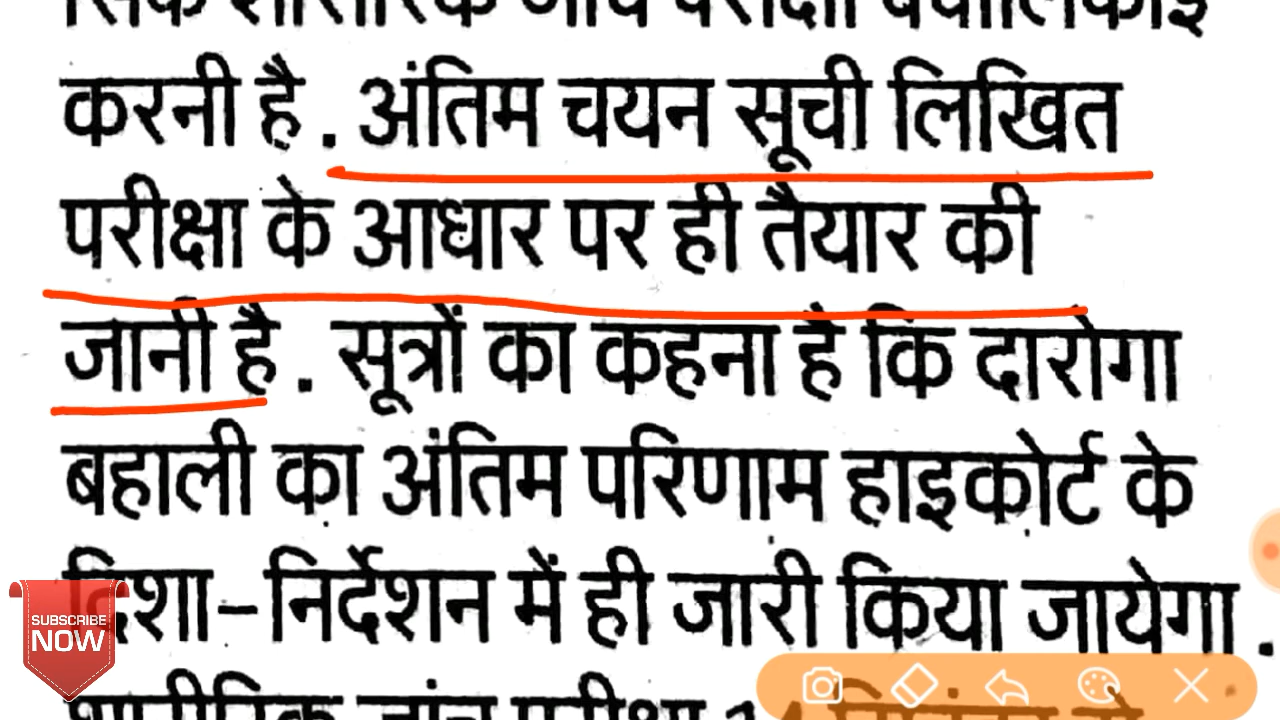 करनी है . अंतिम चयन सूची लिखित
परीक्षा के आधार पर ही तैयार की
जानी है . सूत्रों का कहना है कि दारोगा
बहाली का अंतिम परिणाम हाइकोर्ट के
दिशा-निर्देशन में ही जारी किया जायेगा .
SUBSCRIBE
NOW